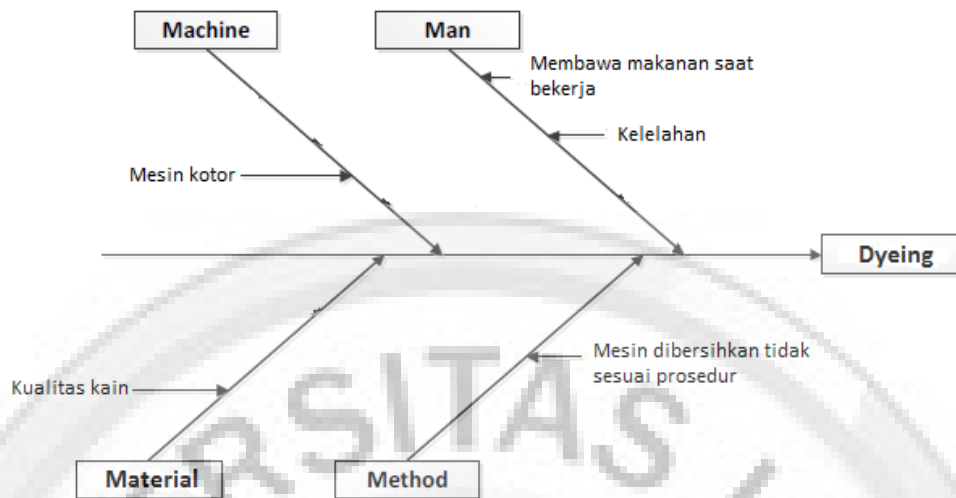 Machine
Man
Membawa makanan saat
bekerja
Kelelahan
Mesin kotor
Dyeing
Mesin dibersihkan tidak
sesuai prosedur
Kualitas kain
RSITAS
Material
Method